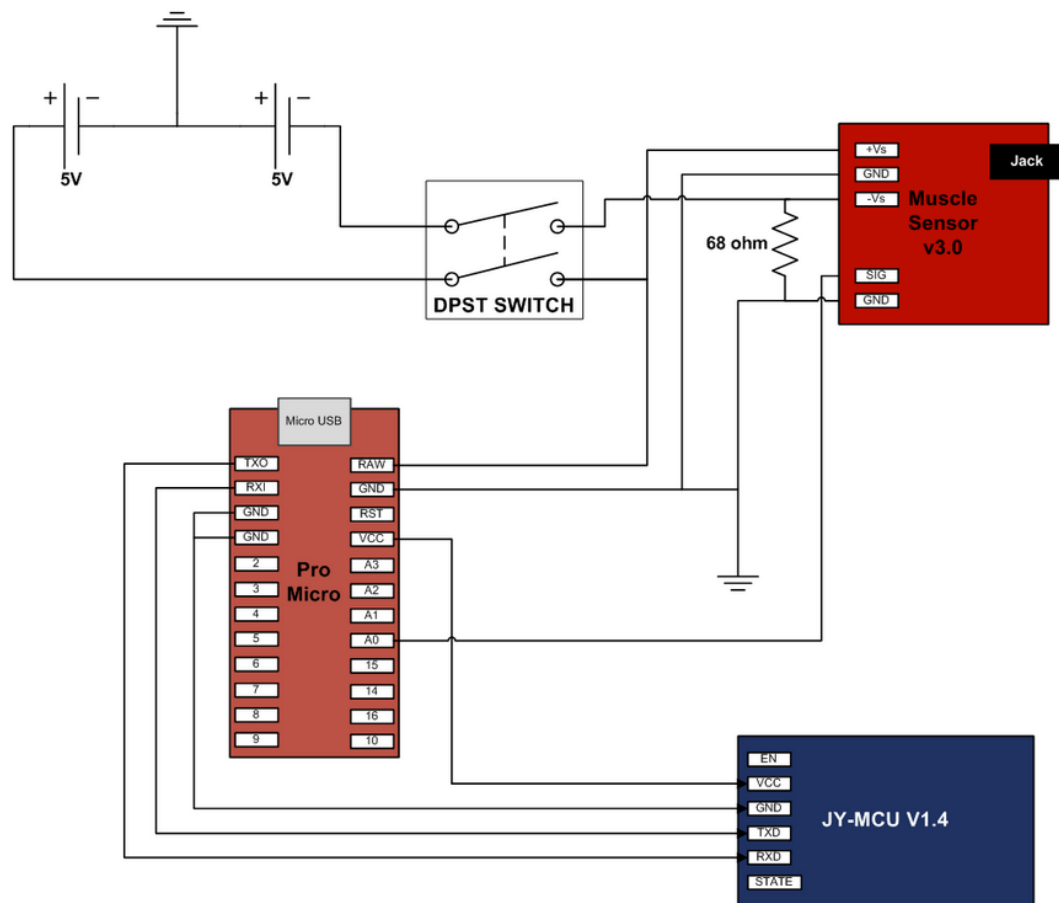 + −
5V
+ −
5V
DPST SWITCH
68 ohm
+Vs
GND
-Vs
SIG
GND
Jack
Muscle
Sensor
v3.0
Micro USB
TXO
RXI
GND
GND
2
3
4
5
6
7
8
9
Pro
Micro
RAW
GND
RST
VCC
A3
A2
A1
A0
15
14
16
10
EN
VCC
GND
TXD
RXD
STATE
JY-MCU V1.4